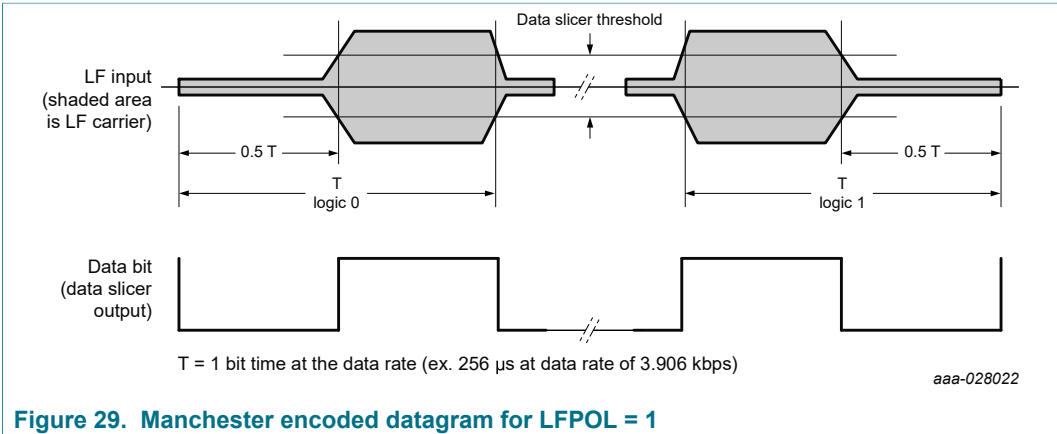 Data slicer threshold
LF input
(shaded area
is LF carrier)
0.5 T
0.5 T
T
logic 0
T
logic 1
Data bit
(data slicer
output)
T = 1 bit time at the data rate (ex. 256 μs at data rate of 3.906 kbps)
aaa-028022
Figure 29. Manchester encoded datagram for LFPOL = 1